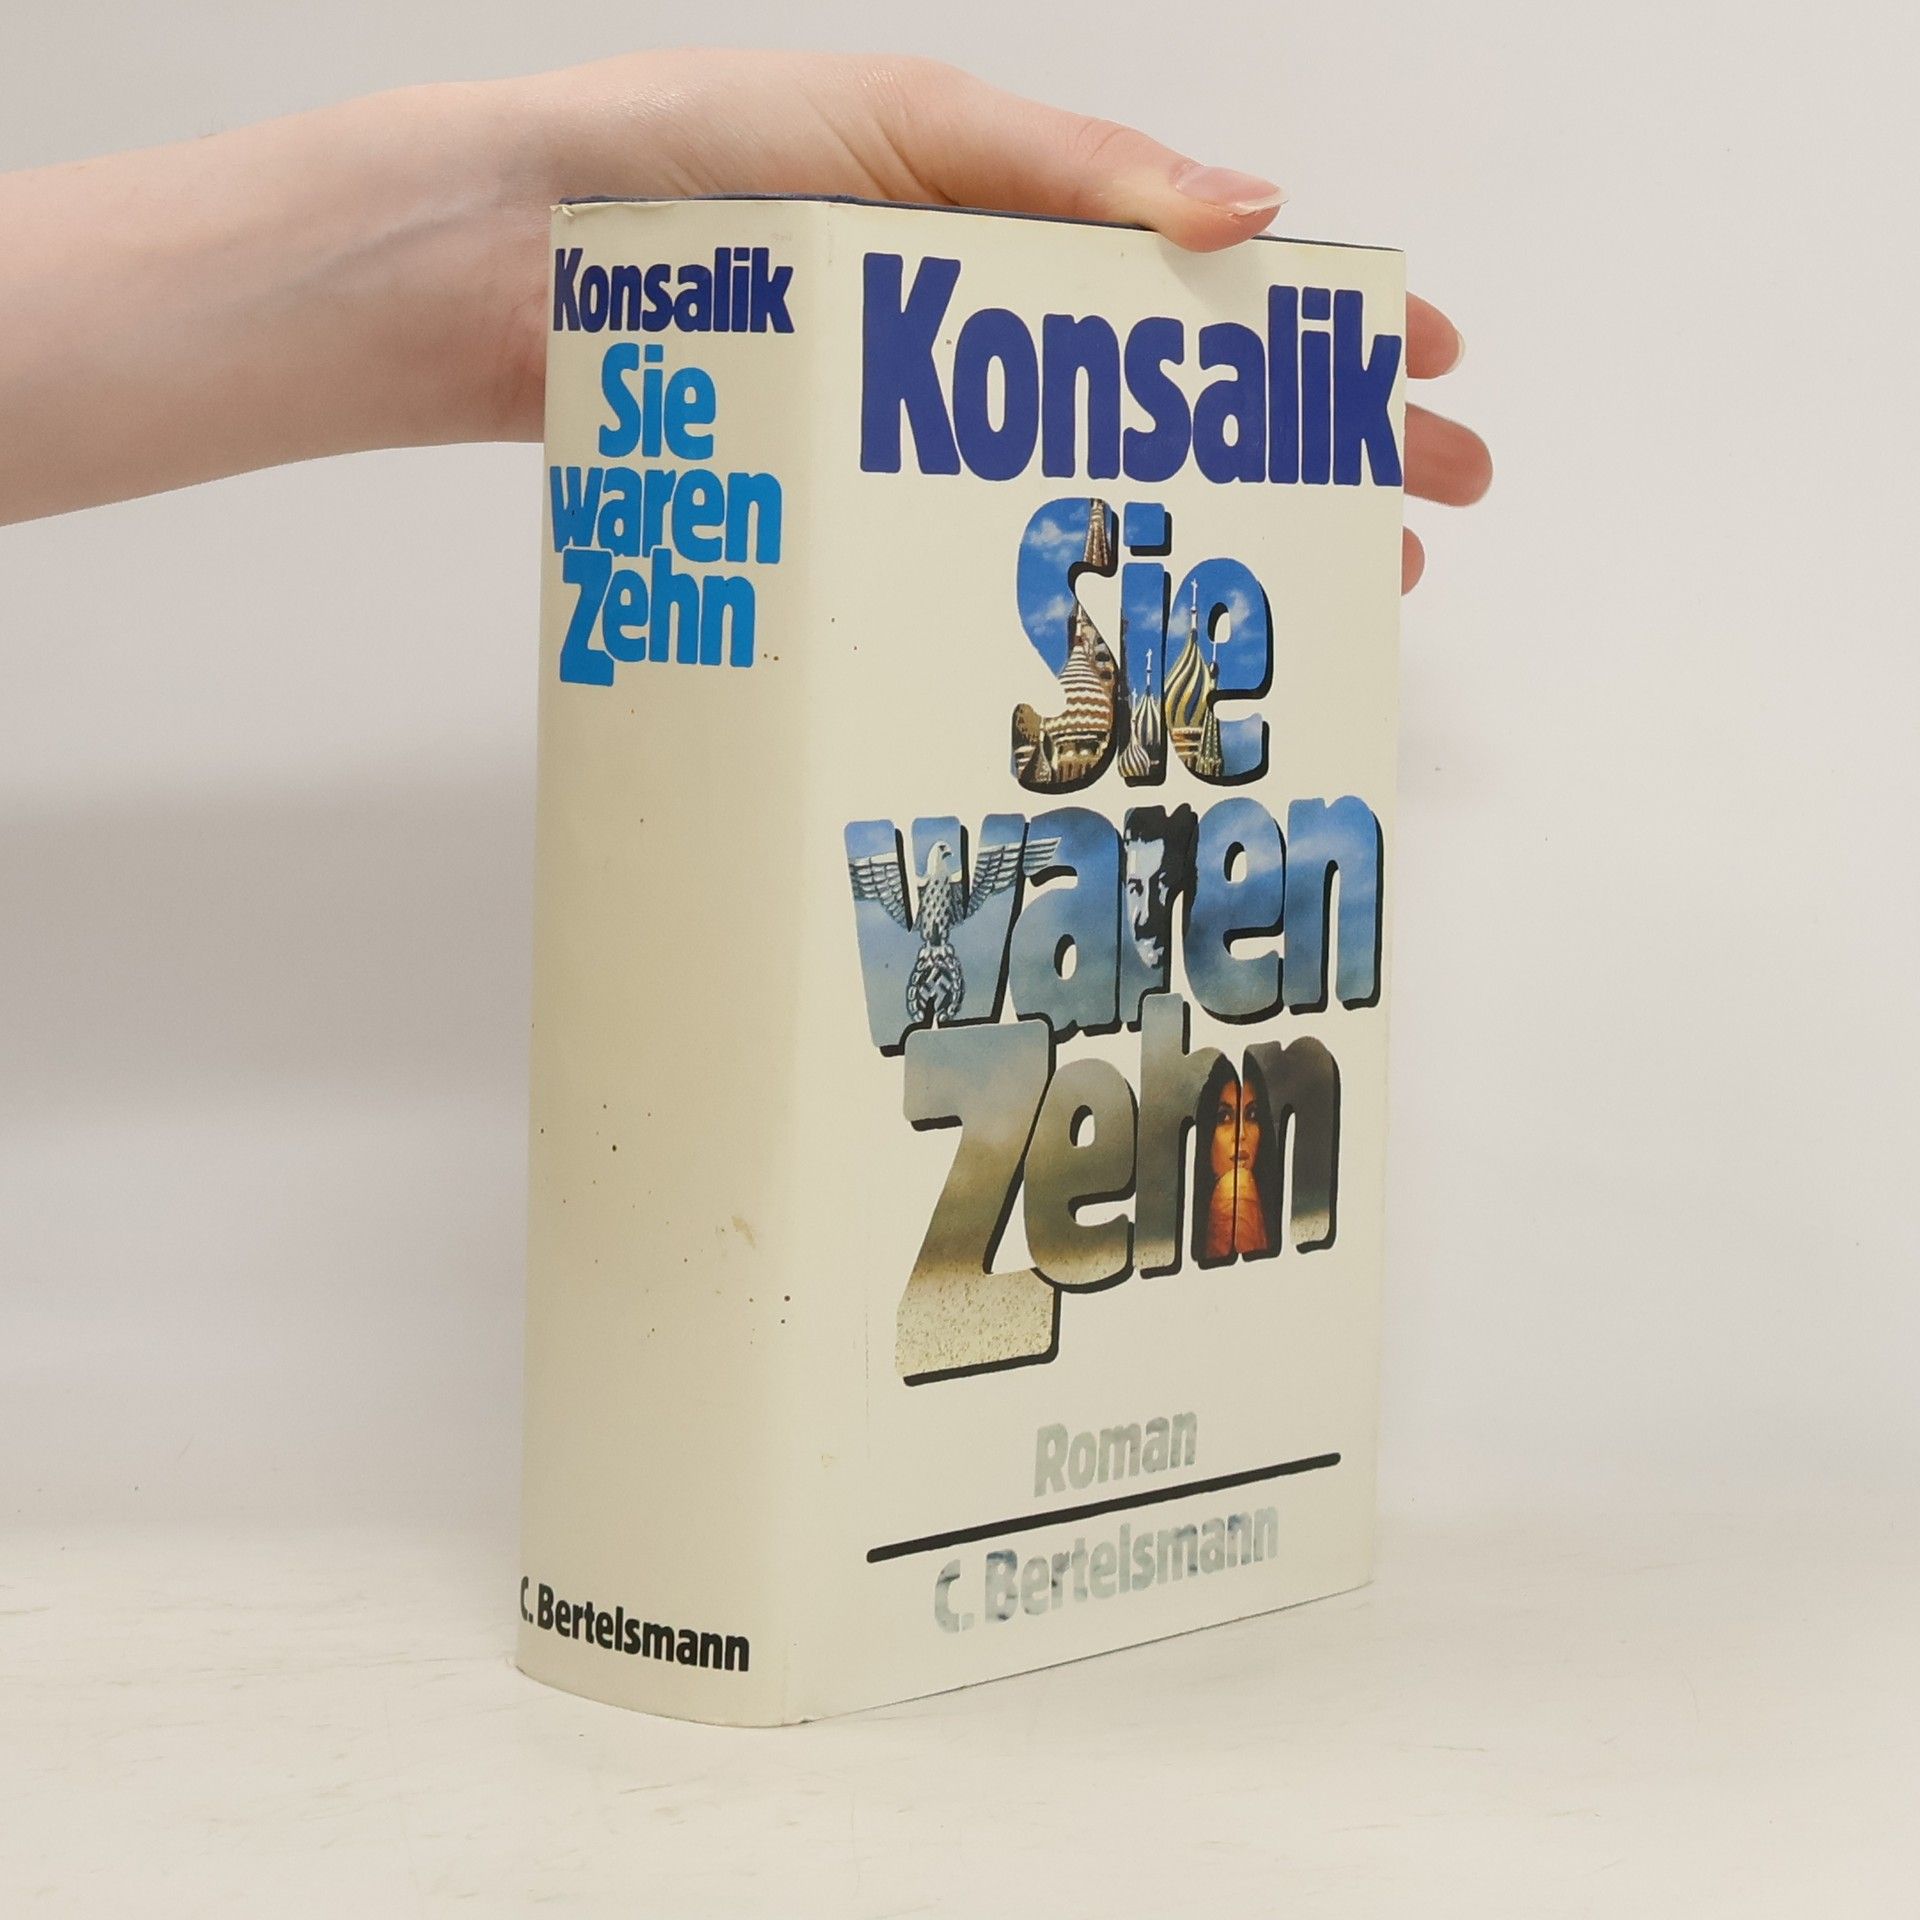 Konsalik
Sie
waren
Zehn
C. Bertelsmann
Konsalik
Sie
waren
Zehn
Roman
C. Bertelsmann